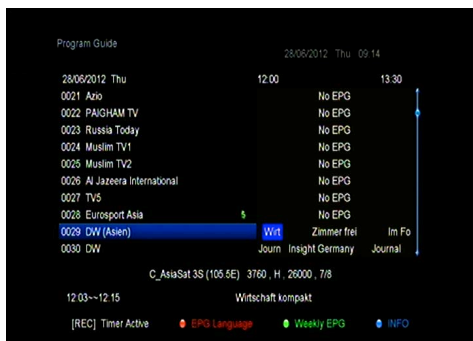 Program Guide
28/06/2012 Thu 09:14
28/06/2012 Thu 12:00 13:30
0021 Azio No EPG
0022 PAIGHAM TV No EPG
0023 Russia Today No EPG
0024 Muslim TV1 No EPG
0025 Muslim TV2 No EPG
0026 Al Jazeera International No EPG
0027 TV5 No EPG
0028 Eurosport Asia $ No EPG
0029 DW (Asien) Wirt Zimmer frei Im Fo
0030 DW Journ Insight Germany Journal
C_AsiaSat 3S (105.5E) 3760 , H , 26000 , 7/8
12:03~~12:15 Wirtschaft kompakt
[REC] Timer Active EPG Language Weekly EPG INFO